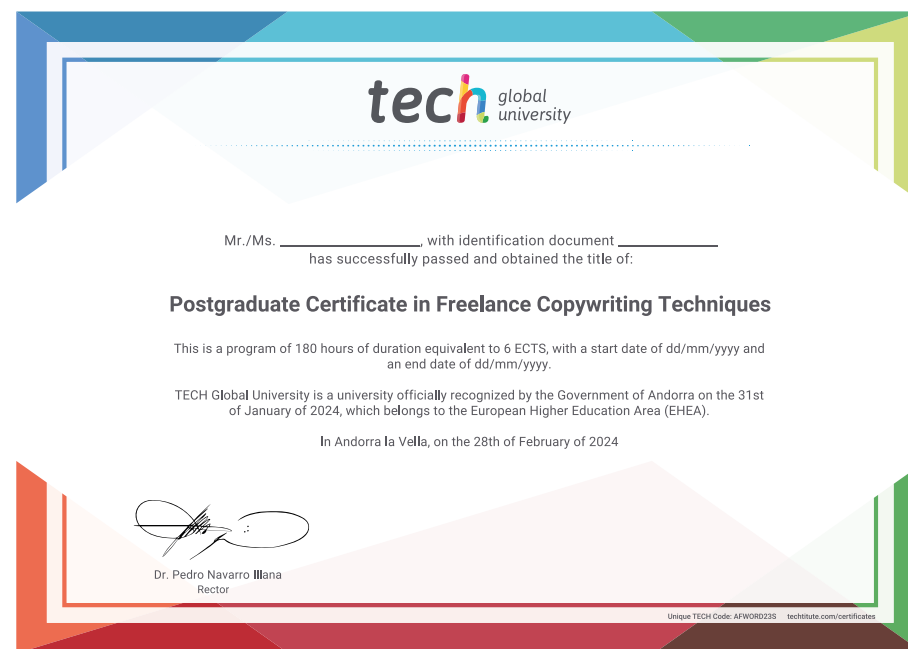 tech global university
Mr./Ms. ____________________, with identification document ______________
has successfully passed and obtained the title of:
Postgraduate Certificate in Freelance Copywriting Techniques
This is a program of 180 hours of duration equivalent to 6 ECTS, with a start date of dd/mm/yyyy and
an end date of dd/mm/yyyy.
TECH Global University is a university officially recognized by the Government of Andorra on the 31st
of January of 2024, which belongs to the European Higher Education Area (EHEA).
In Andorra la Vella, on the 28th of February of 2024
Dr. Pedro Navarro Illana
Rector
Unique TECH Code: AFWORD23S techtitute.com/certificates